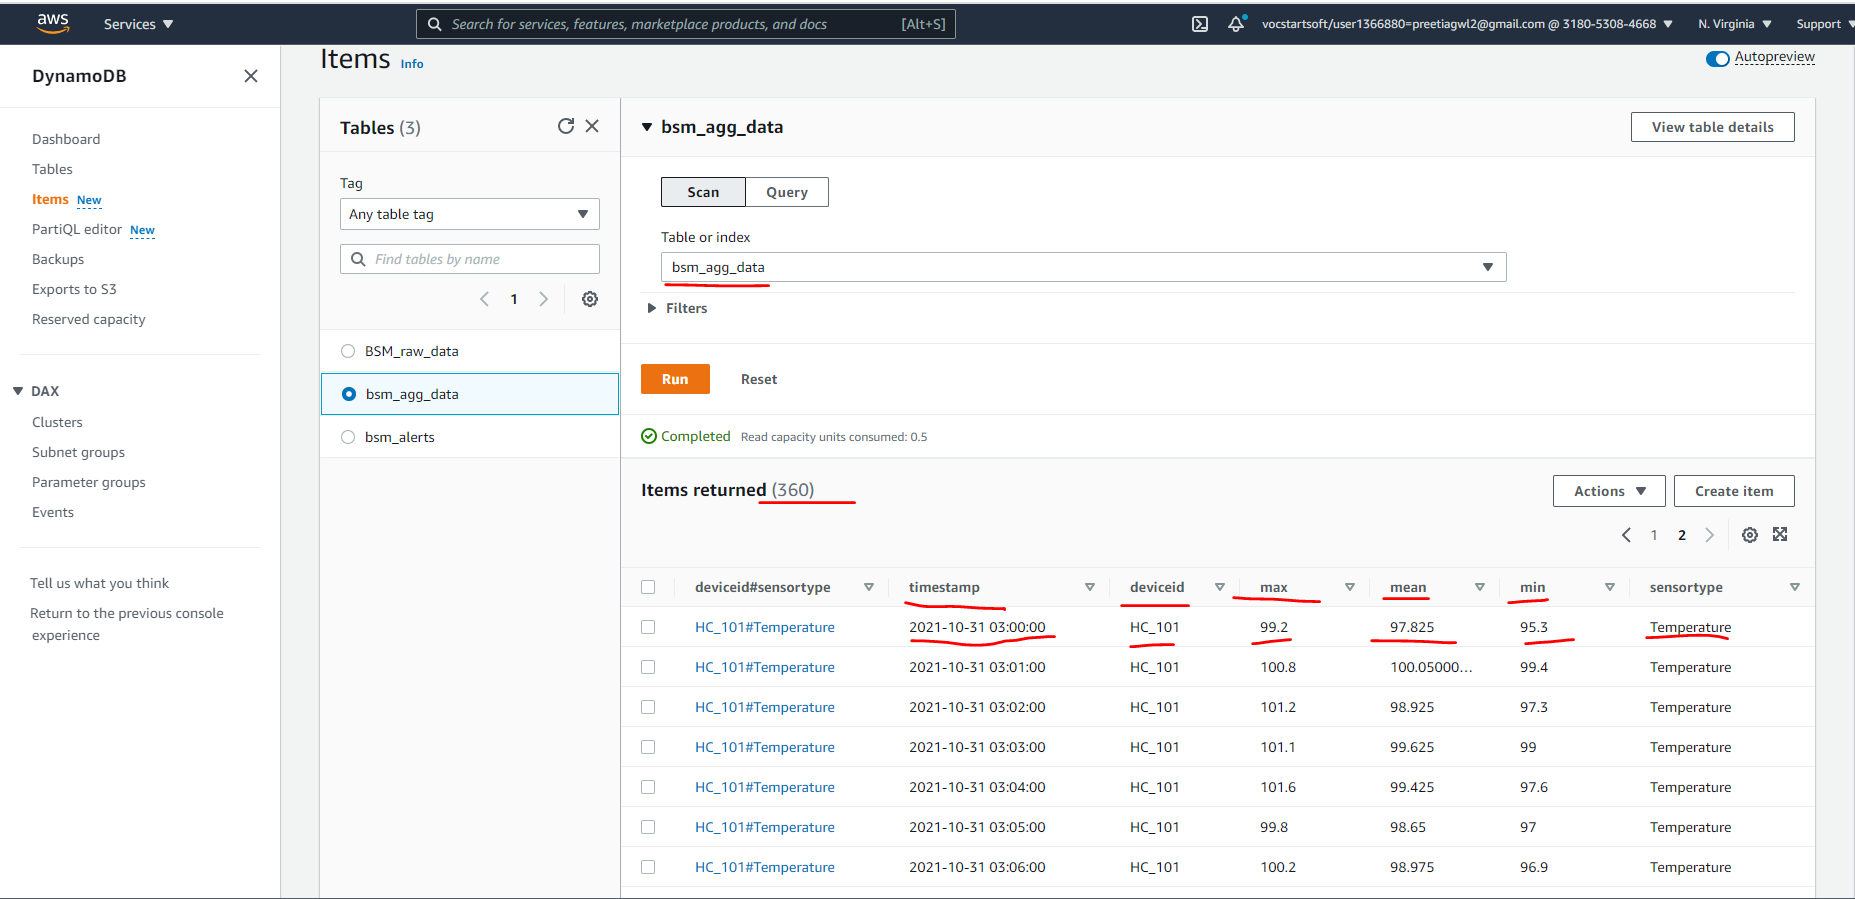 aws Services Search for services, features, marketplace products, and docs [Alt+S] vocstartsoft/user1366880=preetiagwl2@gmail.com @ 3180-5308-4668 N. Virginia Support
DynamoDB
Dashboard
Tables
Items New
PartiQL editor New
Backups
Exports to S3
Reserved capacity
DAX
Clusters
Subnet groups
Parameter groups
Events
Tell us what you think
Return to the previous console
experience
Items Info
Autopreview
Tables (3)
Tag
Any table tag
Find tables by name
1
BSM_raw_data
bsm_agg_data
bsm_alerts
bsm_agg_data
View table details
Scan Query
Table or index
bsm_agg_data
Filters
Run Reset
Completed Read capacity units consumed: 0.5
Items returned (360)
Actions Create item
1 2
deviceid#sensortype timestamp deviceid max mean min sensortype
HC_101#Temperature 2021-10-31 03:00:00 HC_101 99.2 97.825 95.3 Temperature
HC_101#Temperature 2021-10-31 03:01:00 HC_101 100.8 100.05000... 99.4 Temperature
HC_101#Temperature 2021-10-31 03:02:00 HC_101 101.2 98.925 97.3 Temperature
HC_101#Temperature 2021-10-31 03:03:00 HC_101 101.1 99.625 99 Temperature
HC_101#Temperature 2021-10-31 03:04:00 HC_101 101.6 99.425 97.6 Temperature
HC_101#Temperature 2021-10-31 03:05:00 HC_101 99.8 98.65 97 Temperature
HC_101#Temperature 2021-10-31 03:06:00 HC_101 100.2 98.975 96.9 Temperature